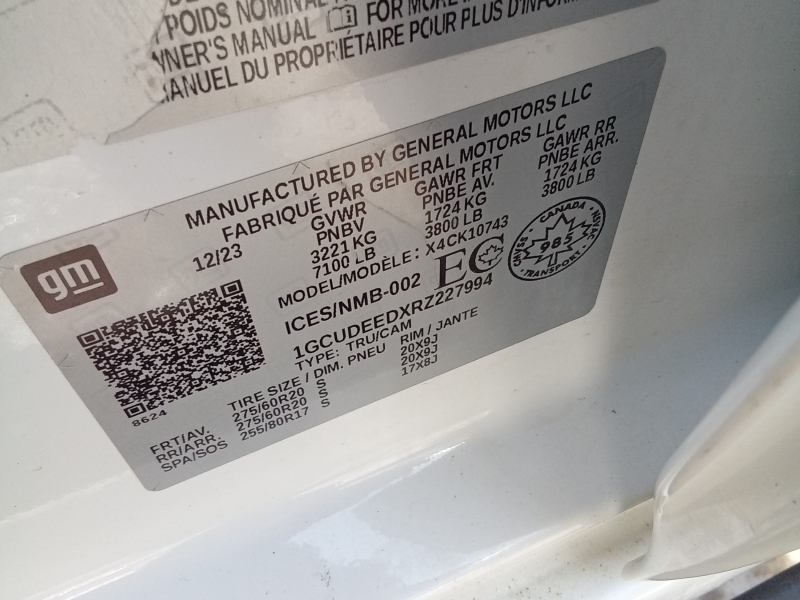 POIDS NOMINAL
OWNER'S MANUAL FOR MORE
MANUEL DU PROPRIÉTAIRE POUR PLUS D'INFORM
gm
MANUFACTURED BY GENERAL MOTORS LLC
FABRIQUÉ PAR GENERAL MOTORS LLC
12/23
GVWR
PNBV
3221 KG
7100 LB
GAWR FRT
PNBE AV.
1724 KG
3800 LB
GAWR RR
PNBE ARR.
1724 KG
3800 LB
MODEL/MODÈLE: X4CK10743
ICES/NMB-002 EC
CANADA
985
TRANSPORT
1GCUDEEDXRZ227994
TYPE: TRU/CAM
TIRE SIZE / DIM. PNEU RIM / JANTE
FRT/AV. 275/60R20 S 20X9J
RR/ARR. 275/60R20 S 20X9J
SPA/SOS 255/80R17 S 17X8J
8624